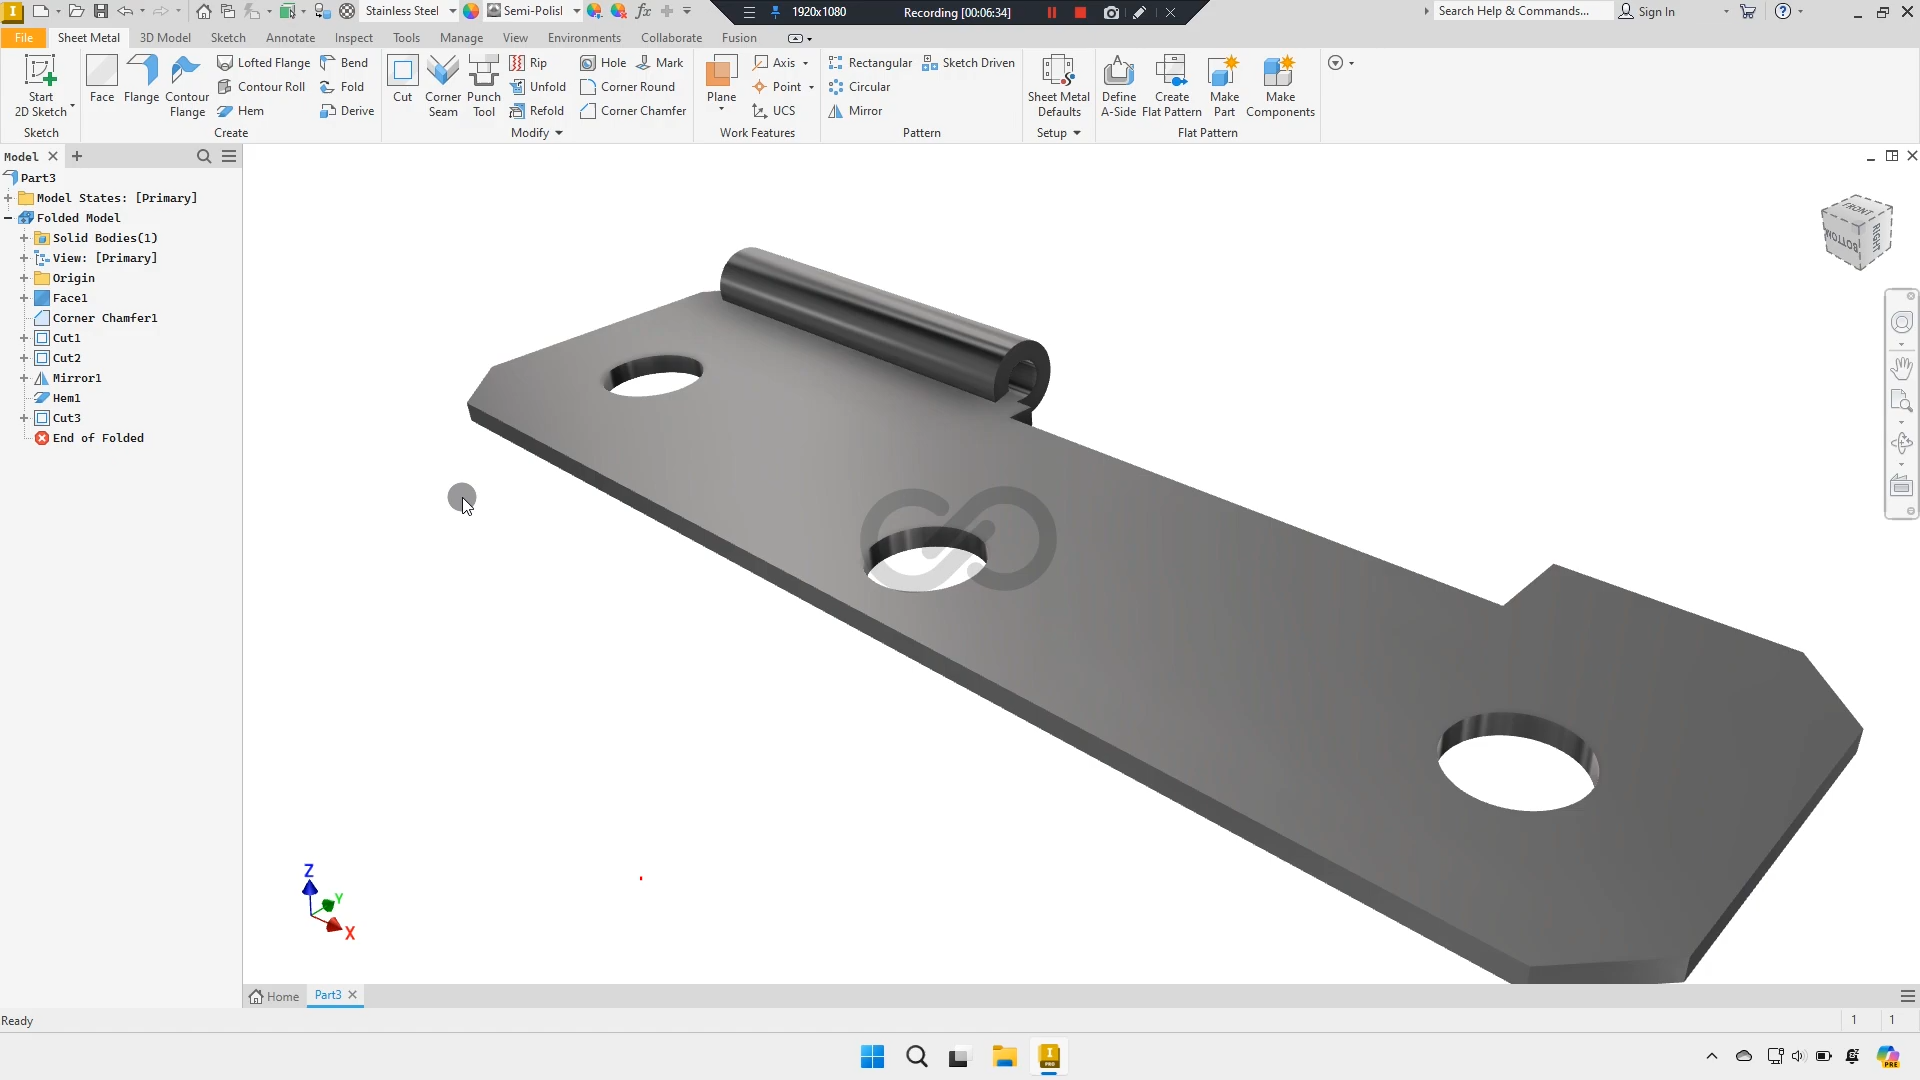 Stainless Steel
Semi-Polisl
fx
1920x1080
Recording [00:06:34]
Search Help & Commands...
Sign In
File
Sheet Metal
3D Model
Sketch
Annotate
Inspect
Tools
Manage
View
Environments
Collaborate
Fusion
Start
2D Sketch
Face
Flange
Contour
Flange
Lofted Flange
Contour Roll
Hem
Bend
Fold
Derive
Cut
Corner
Seam
Punch
Tool
Rip
Unfold
Refold
Hole
Mark
Corner Round
Corner Chamfer
Plane
Axis
Point
UCS
Rectangular
Sketch Driven
Circular
Mirror
Sheet Metal
Defaults
Define
A-Side
Create
Flat Pattern
Make
Part
Make
Components
Sketch
Create
Modify
Work Features
Pattern
Setup
Flat Pattern
Model
Part3
Model States: [Primary]
Folded Model
Solid Bodies(1)
View: [Primary]
Origin
Face1
Corner Chamfer1
Cut1
Cut2
Mirror1
Hem1
Cut3
End of Folded
FRONT
BOTTOM
RIGHT
Z
Y
X
Home
Part3
Ready
1
1